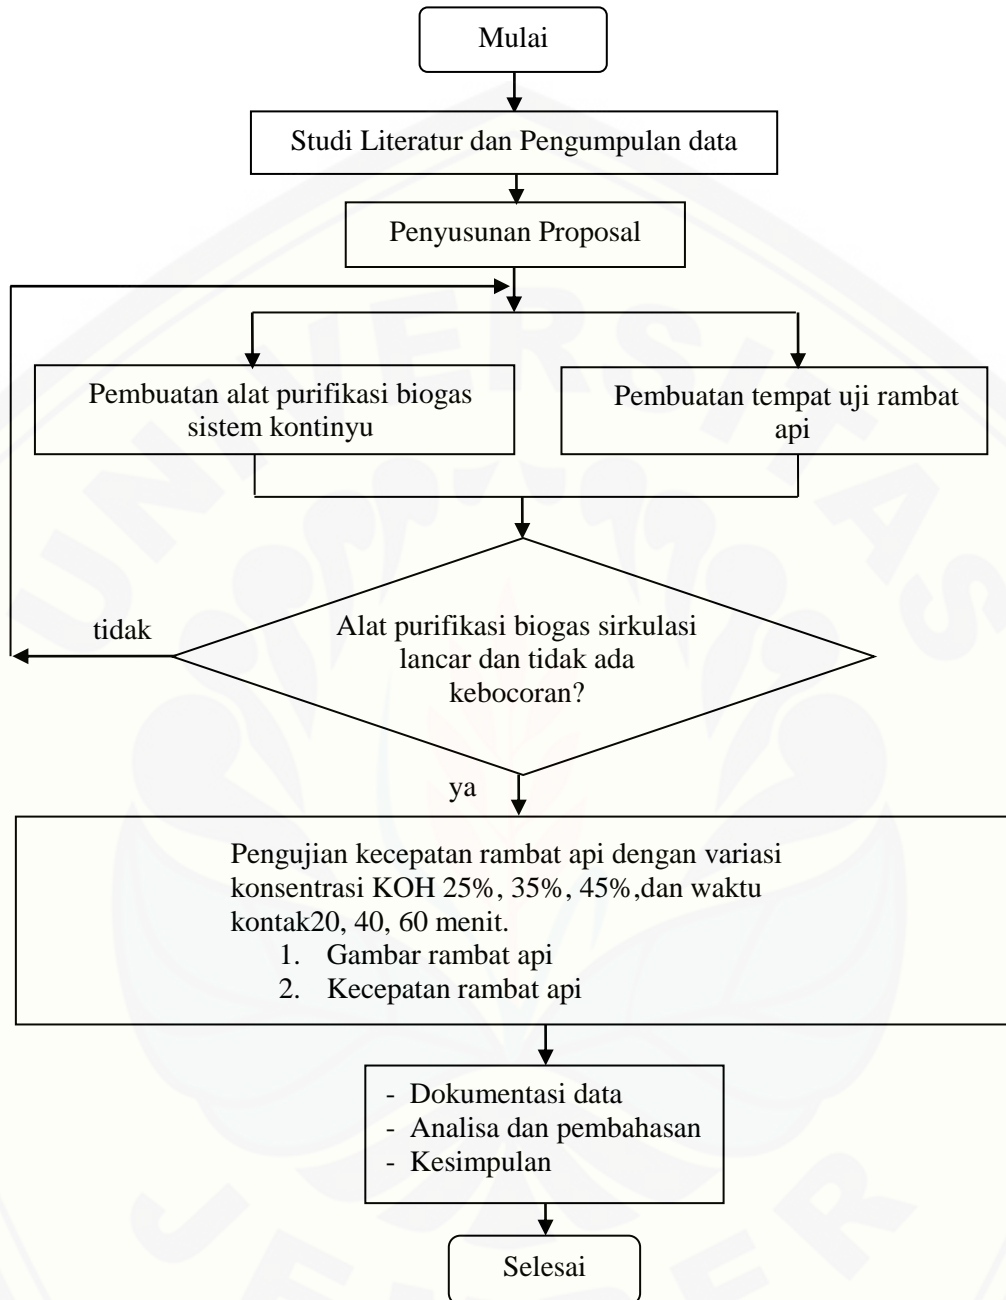 Mulai
Studi Literatur dan Pengumpulan data
Penyusunan Proposal
Pembuatan alat purifikasi biogas
sistem kontinyu
Pembuatan tempat uji rambat
api
tidak
Alat purifikasi biogas sirkulasi
lancar dan tidak ada
kebocoran?
ya
Pengujian kecepatan rambat api dengan variasi
konsentrasi KOH 25%, 35%, 45%,dan waktu
kontak20, 40, 60 menit.
1. Gambar rambat api
2. Kecepatan rambat api
- Dokumentasi data
- Analisa dan pembahasan
- Kesimpulan
Selesai
UNIVERSITAS
JEMBER